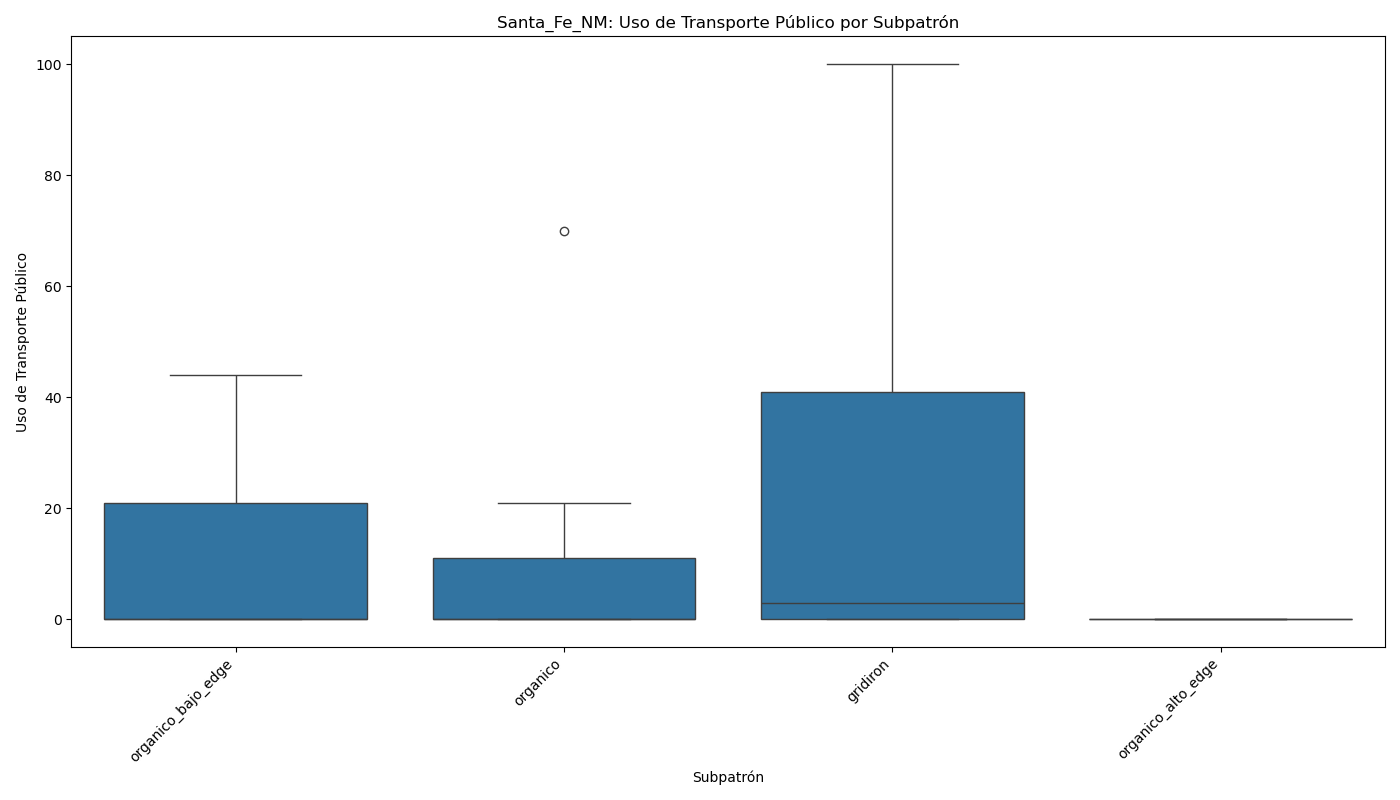 Santa_Fe_NM: Uso de Transporte Público por Subpatrón
Uso de Transporte Público
100
80
60
40
20
0
organico_bajo_edge
organico
gridiron
organico_alto_edge
Subpatrón